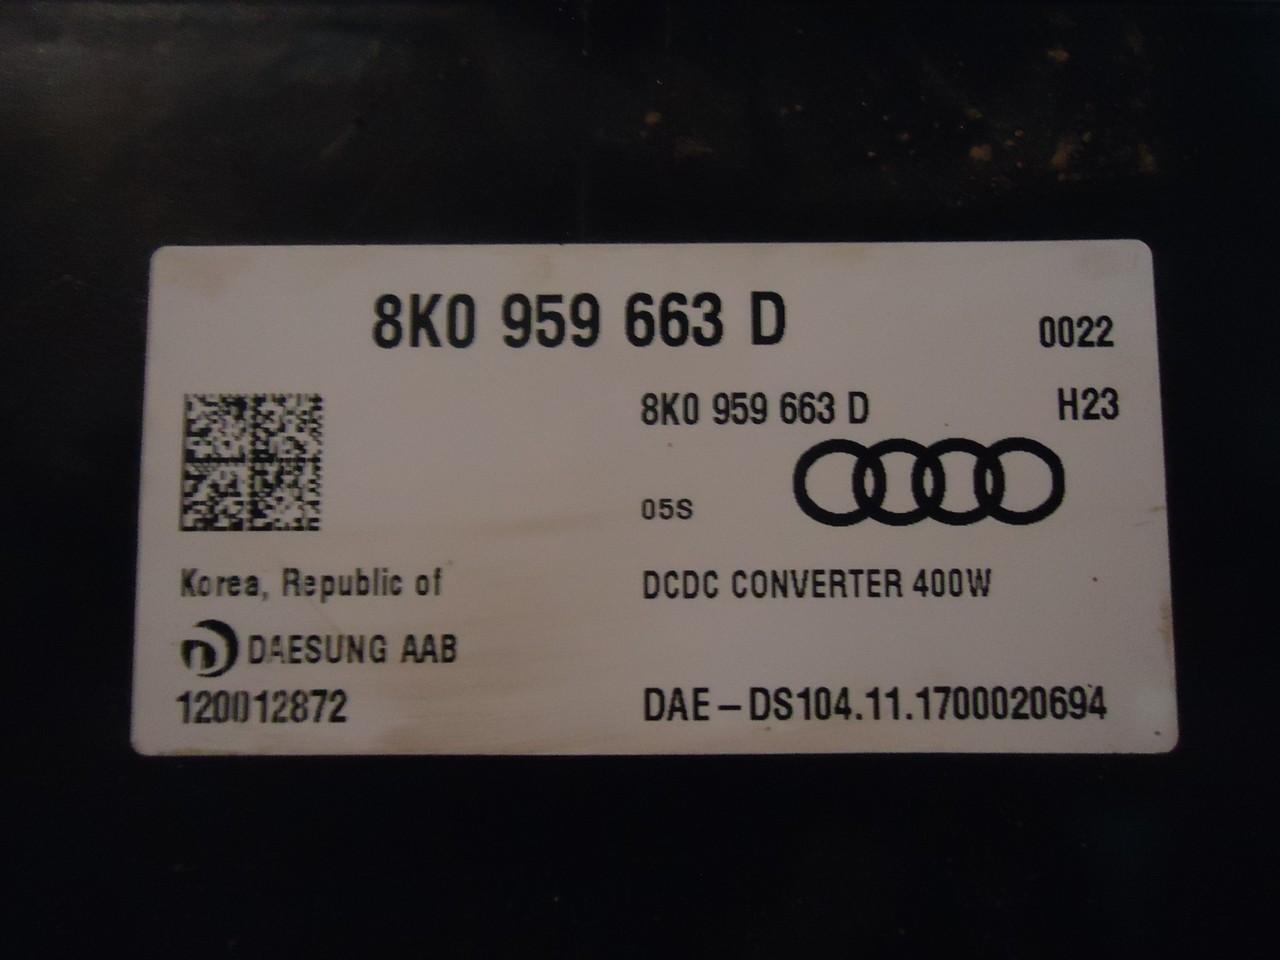 8K0 959 663 D
0022
8K0 959 663 D
H23
05S
Korea, Republic of
DCDC CONVERTER 400W
DAESUNG AAB
120012872
DAE-DS104.11.1700020694